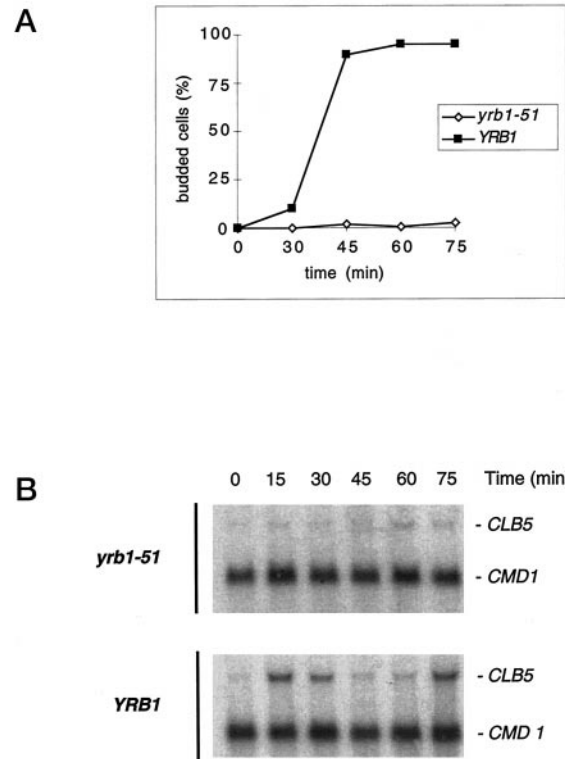 A
100
75
50
25
0
budded cells (%)
yrb1-51
YRB1
0 30 45 60 75
time (min)
B
0 15 30 45 60 75 Time (min
yrb1-51
- CLB5
- CMD1
YRB1
- CLB5
- CMD 1